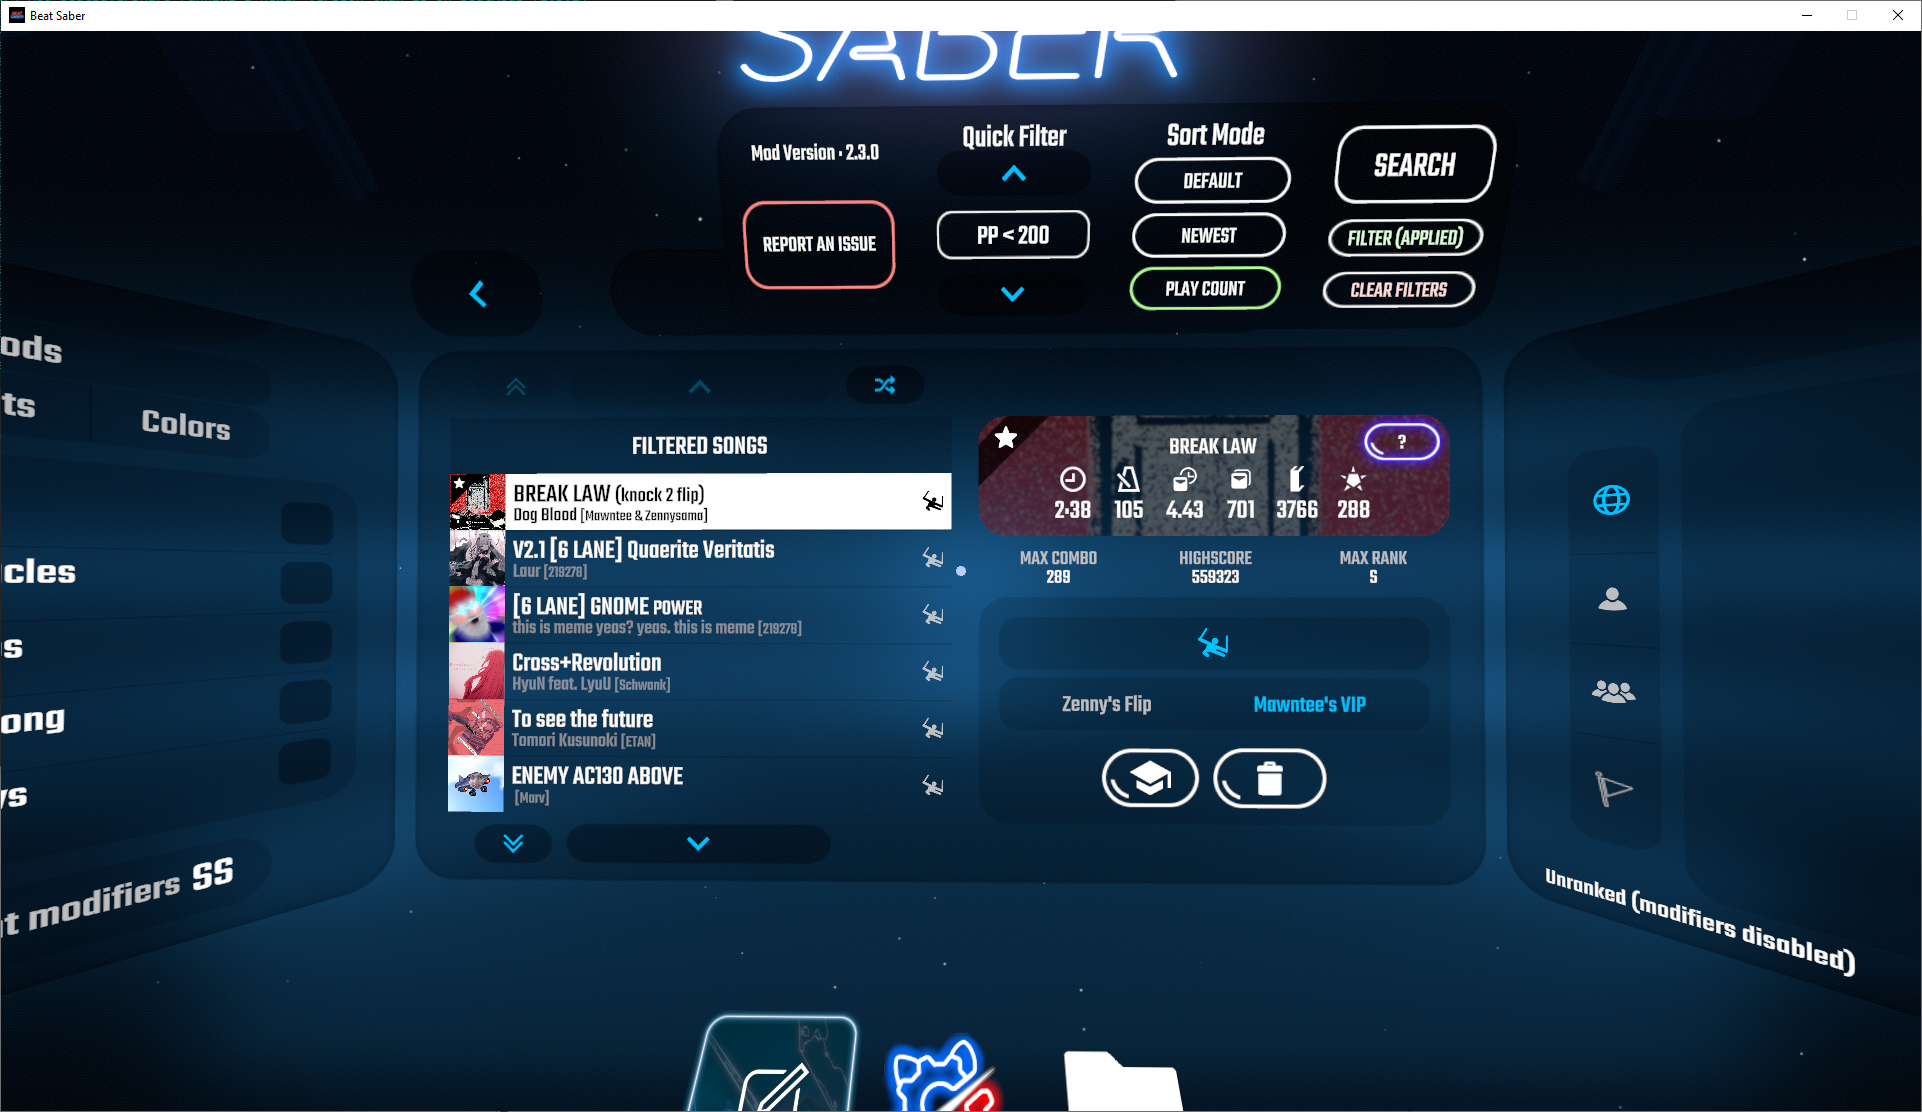 Beat Saber
SABER
Mod Version · 2.3.0
REPORT AN ISSUE
Quick Filter
PP < 200
Sort Mode
DEFAULT
NEWEST
PLAY COUNT
SEARCH
FILTER (APPLIED)
CLEAR FILTERS
ods
ts
Colors
cles
s
ong
ys
t modifiers SS
FILTERED SONGS
BREAK LAW (knock 2 flip)
Dog Blood [Mawntee & Zennysama]
V2.1 [6 LANE] Quaerite Veritatis
Laur [219278]
[6 LANE] GNOME POWER
this is meme yeas? yeas. this is meme [219278]
Cross+Revolution
HyuN feat. LyuU [Schwank]
To see the future
Tomori Kusunoki [ETAN]
ENEMY AC130 ABOVE
[Marv]
BREAK LAW
?
2:38 105 4.43 701 3766 288
MAX COMBO HIGHSCORE MAX RANK
289 559323 S
Zenny's Flip Mawntee's VIP
Unranked (modifiers disabled)